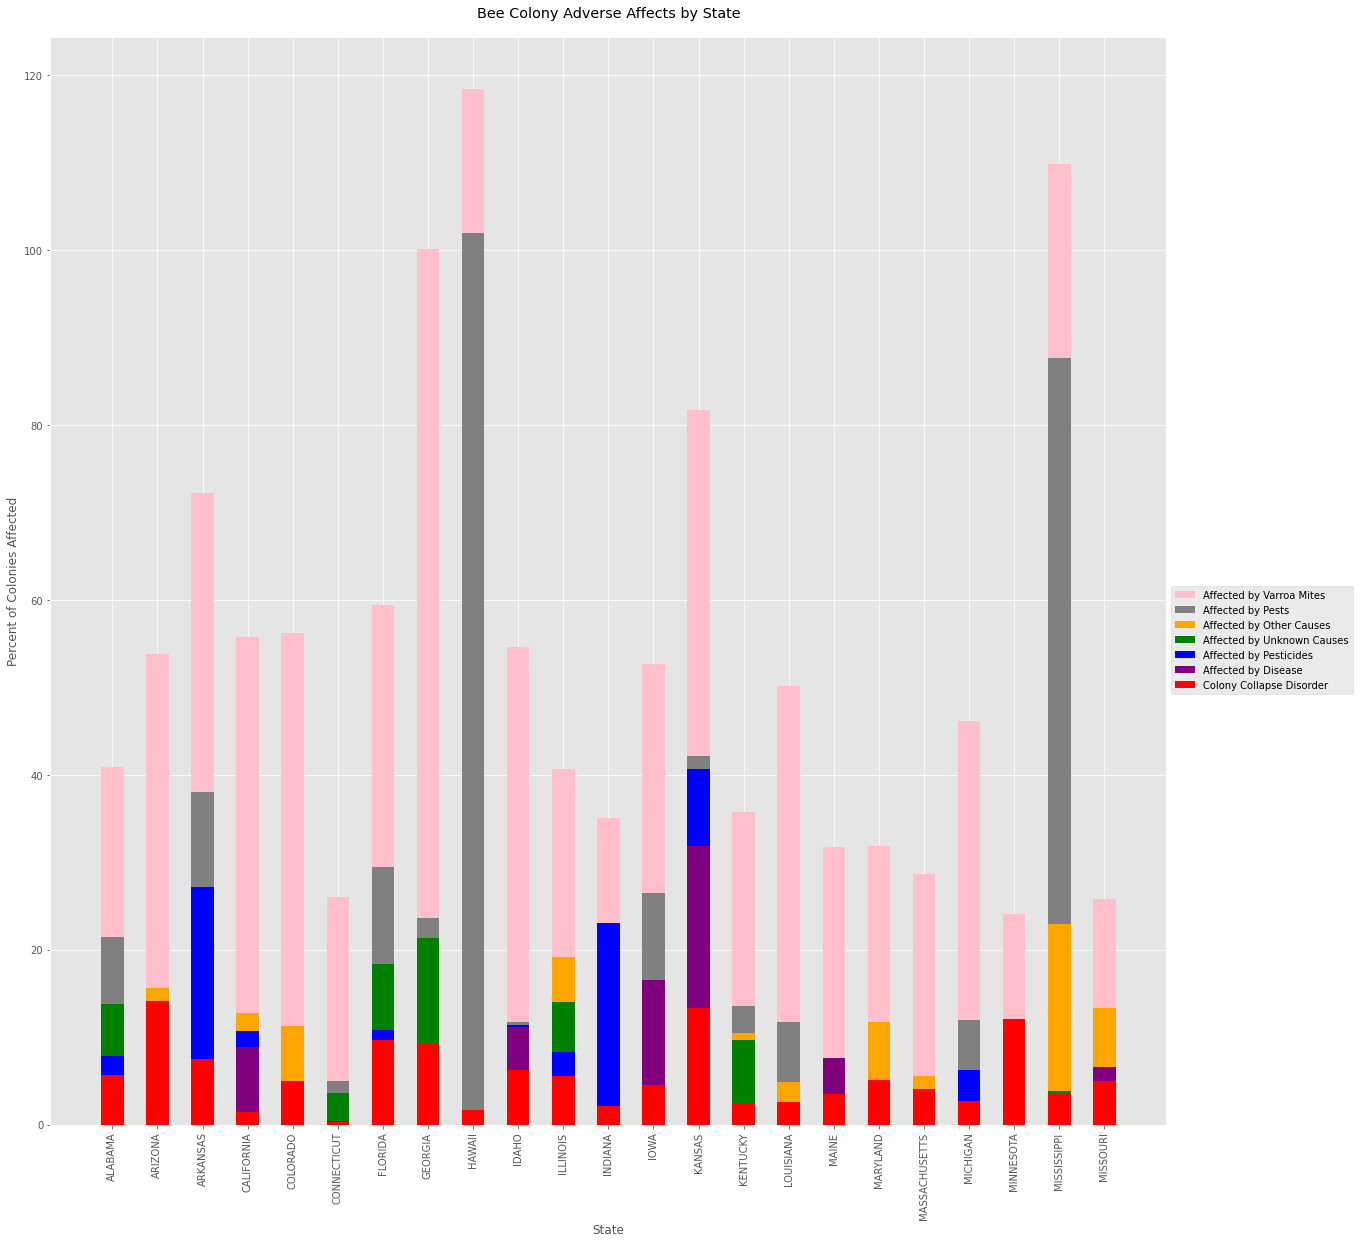 Bee Colony Adverse Affects by State
120
100
80
60
40
20
0
Percent of Colonies Affected
ALABAMA
ARIZONA
ARKANSAS
CALIFORNIA
COLORADO
CONNECTICUT
FLORIDA
GEORGIA
HAWAII
IDAHO
ILLINOIS
INDIANA
IOWA
KANSAS
KENTUCKY
LOUISIANA
MAINE
MARYLAND
MASSACHUSETTS
MICHIGAN
MINNESOTA
MISSISSIPPI
MISSOURI
State
Affected by Varroa Mites
Affected by Pests
Affected by Other Causes
Affected by Unknown Causes
Affected by Pesticides
Affected by Disease
Colony Collapse Disorder